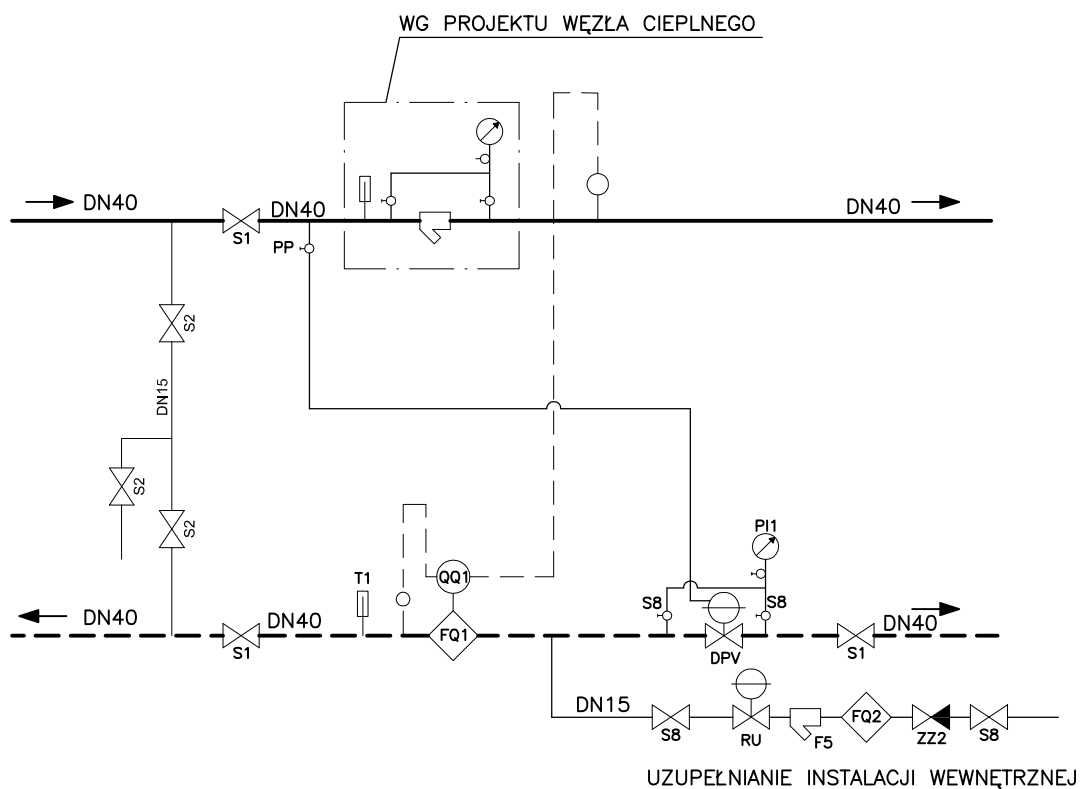 WG PROJEKTU WĘZŁA CIEPLNEGO
DN40
DN40
DN40
S1
PP
S2
DN15
S2
S2
PI1
T1
QQ1
S8
S8
DN40
DN40
DN40
FQ1
S1
DPV
S1
DN15
FQ2
S8
RU
F5
ZZ2
S8
UZUPEŁNIANIE INSTALACJI WEWNĘTRZNEJ